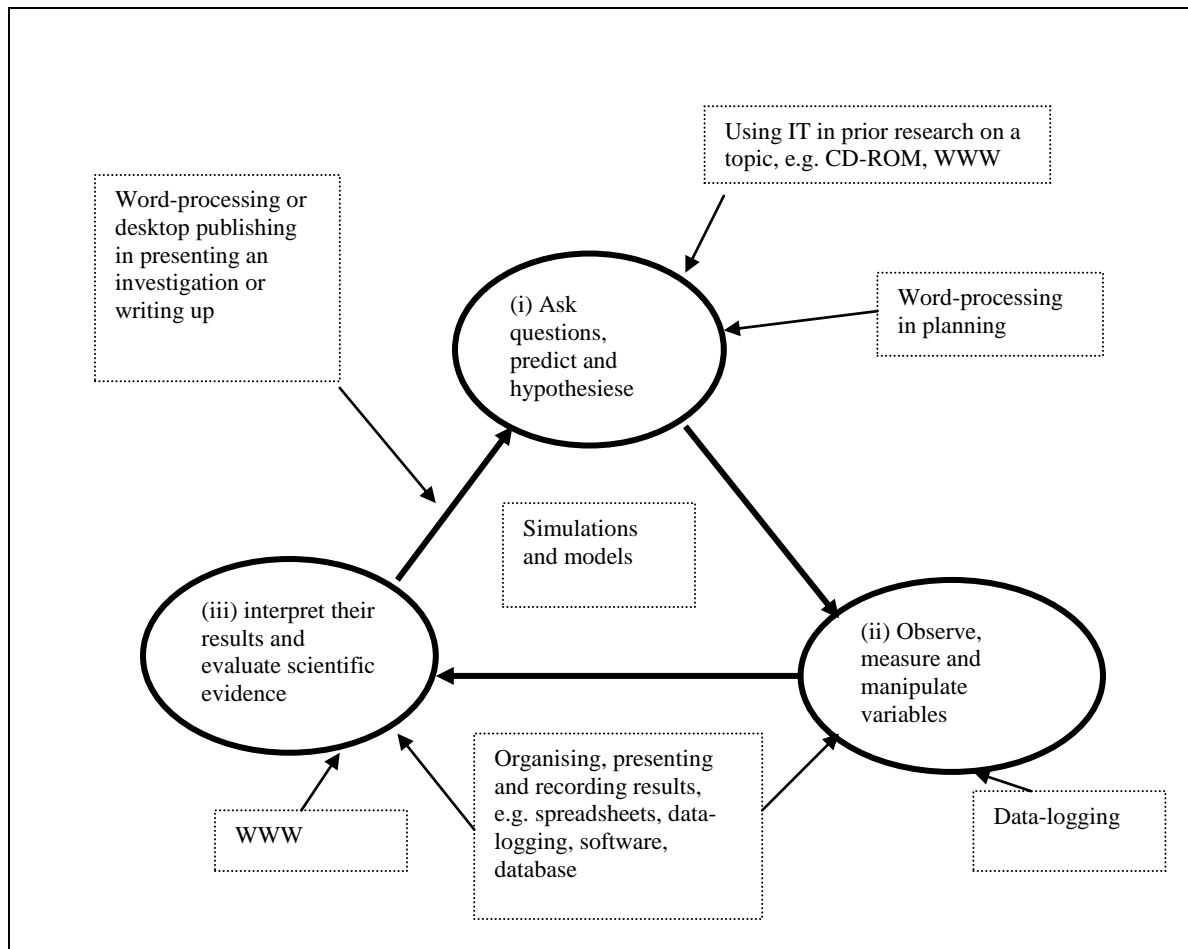 Using IT in prior research on a
topic, e.g. CD-ROM, WWW
Word-processing or
desktop publishing
in presenting an
investigation or
writing up
(i) Ask
questions,
predict and
hypothesiese
Word-processing
in planning
Simulations
and models
(iii) interpret their
results and
evaluate scientific
evidence
(ii) Observe,
measure and
manipulate
variables
Organising, presenting
and recording results,
e.g. spreadsheets, data-
logging, software,
database
WWW
Data-logging